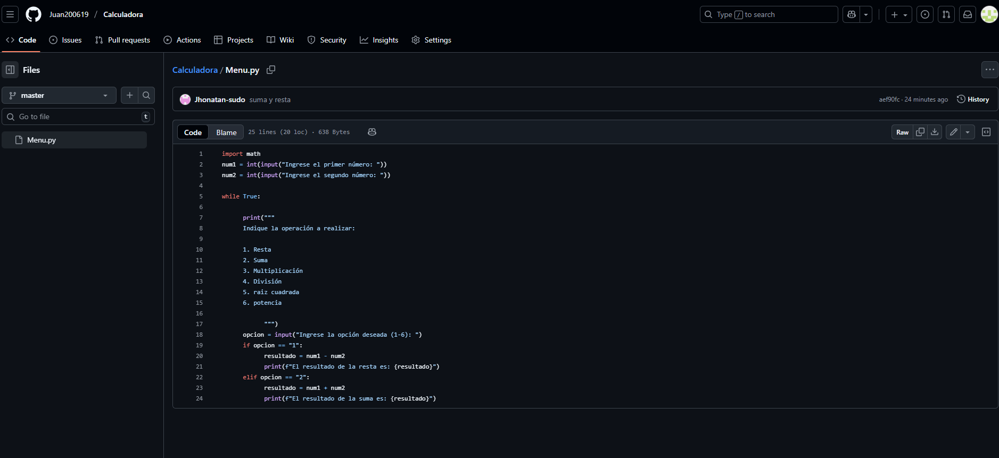 Juan200619 / Calculadora
Type / to search
Code Issues Pull requests Actions Projects Wiki Security Insights Settings
Files
master
Go to file t
Menu.py
Calculadora / Menu.py
Jhonatan-sudo suma y resta
aef90fc · 24 minutes ago History
Code Blame 25 lines (20 loc) · 638 Bytes
Raw
1 import math
2 num1 = int(input("Ingrese el primer número: "))
3 num2 = int(input("Ingrese el segundo número: "))
4
5 while True:
6
7 print("""
8 Indique la operación a realizar:
9
10 1. Resta
11 2. Suma
12 3. Multiplicación
13 4. División
14 5. raiz cuadrada
15 6. potencia
16
17 """)
18 opcion = input("Ingrese la opción deseada (1-6): ")
19 if opcion == "1":
20 resultado = num1 - num2
21 print(f"El resultado de la resta es: {resultado}")
22 elif opcion == "2":
23 resultado = num1 + num2
24 print(f"El resultado de la suma es: {resultado}")